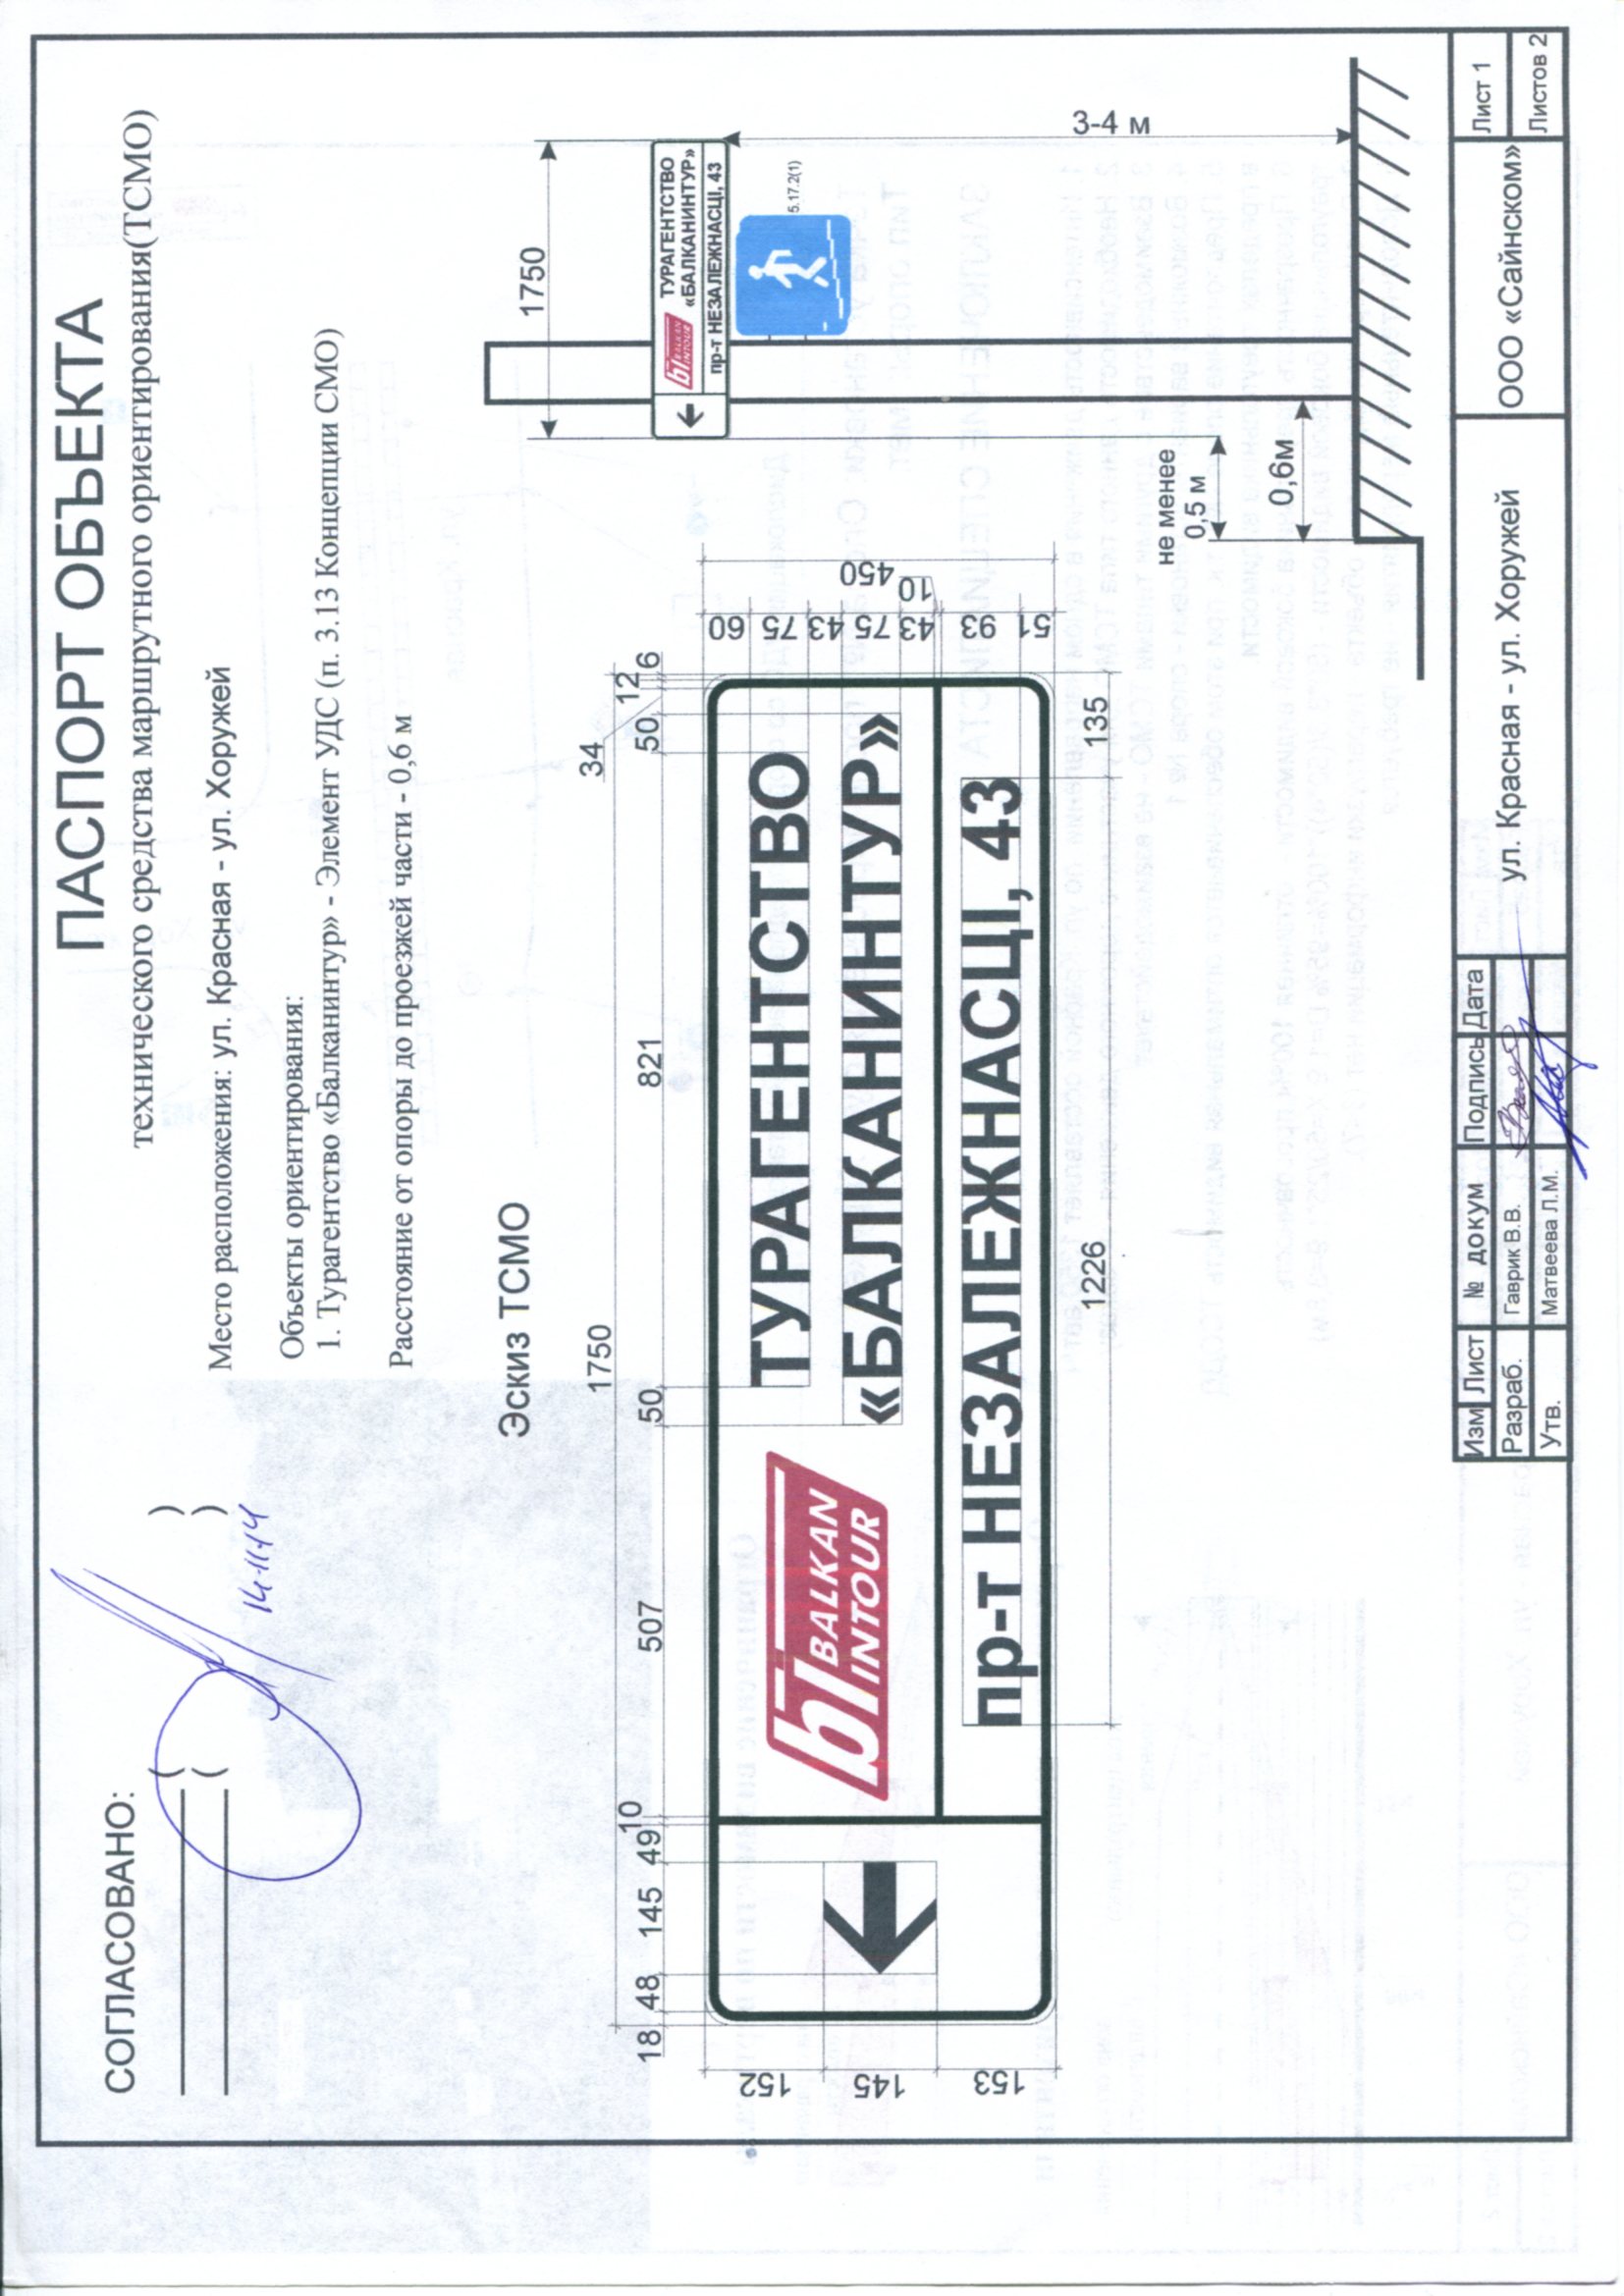 СОГЛАСОВАНО:
( )
( )
14.11.14
ПАСПОРТ ОБЪЕКТА
технического средства маршрутного ориентирования(ТСМО)
Место расположения: ул. Красная - ул. Хоружей
Объекты ориентирования:
1. Турагентство «Балканинтур» - Элемент УДС (п. 3.13 Концепции СМО)
Расстояние от опоры до проезжей части - 0,6 м
Эскиз ТСМО
1750
34
18 48 145 49 10 507 50 821 50 12 6
152 145 153
bi BALKAN
INTOUR
ТУРАГЕНТСТВО
«БАЛКАНИНТУР»
пр-т НЕЗАЛЕЖНАСЦІ, 43
60 75 43 75 43 10 93 51
450
1226 135
1750
bi BALKAN
INTOUR
ТУРАГЕНТСТВО
«БАЛКАНИНТУР»
пр-т НЕЗАЛЕЖНАСЦІ, 43
5.17.2(1)
3-4 м
не менее
0,5 м
0,6м
Изм Лист № докум Подпись Дата
Разраб. Гаврик В.В.
Утв. Матвеева Л.М.
ул. Красная - ул. Хоружей
ООО «Сайнском»
Лист 1
Листов 2